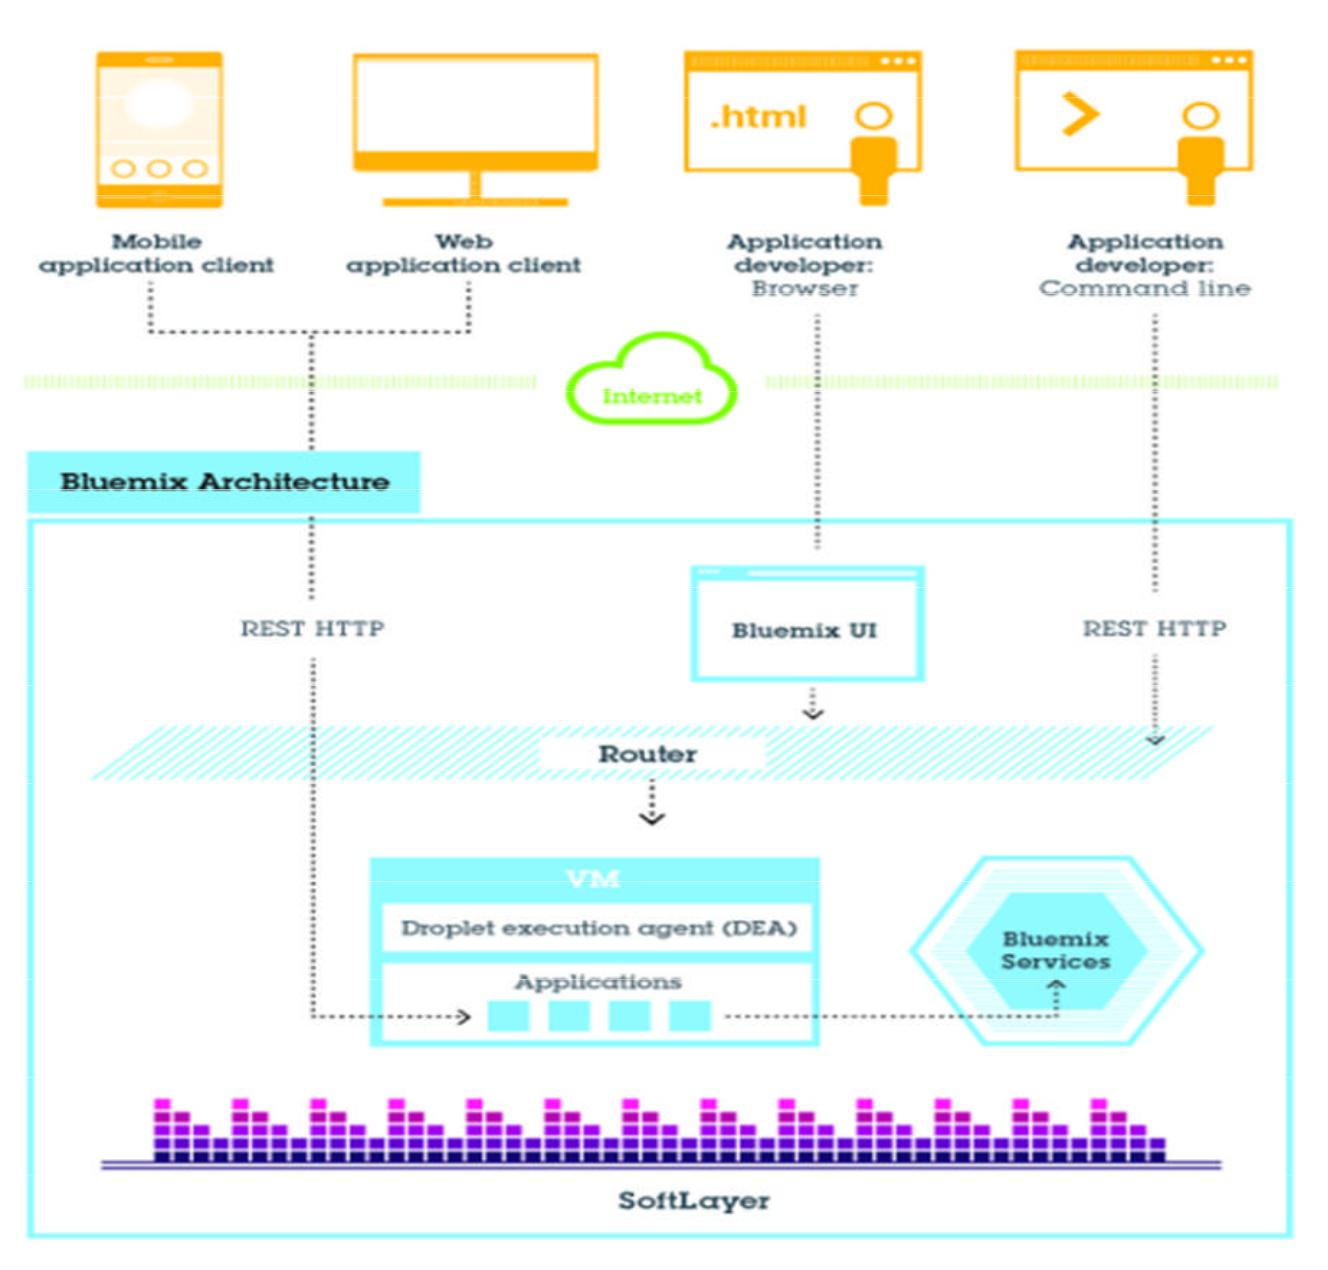 .html
>
Mobile
application client
Web
application client
Application
developer:
Browser
Application
developer:
Command line
Internet
Bluemix Architecture
REST HTTP
Bluemix UI
REST HTTP
Router
VM
Droplet execution agent (DEA)
Applications
Bluemix
Services
SoftLayer